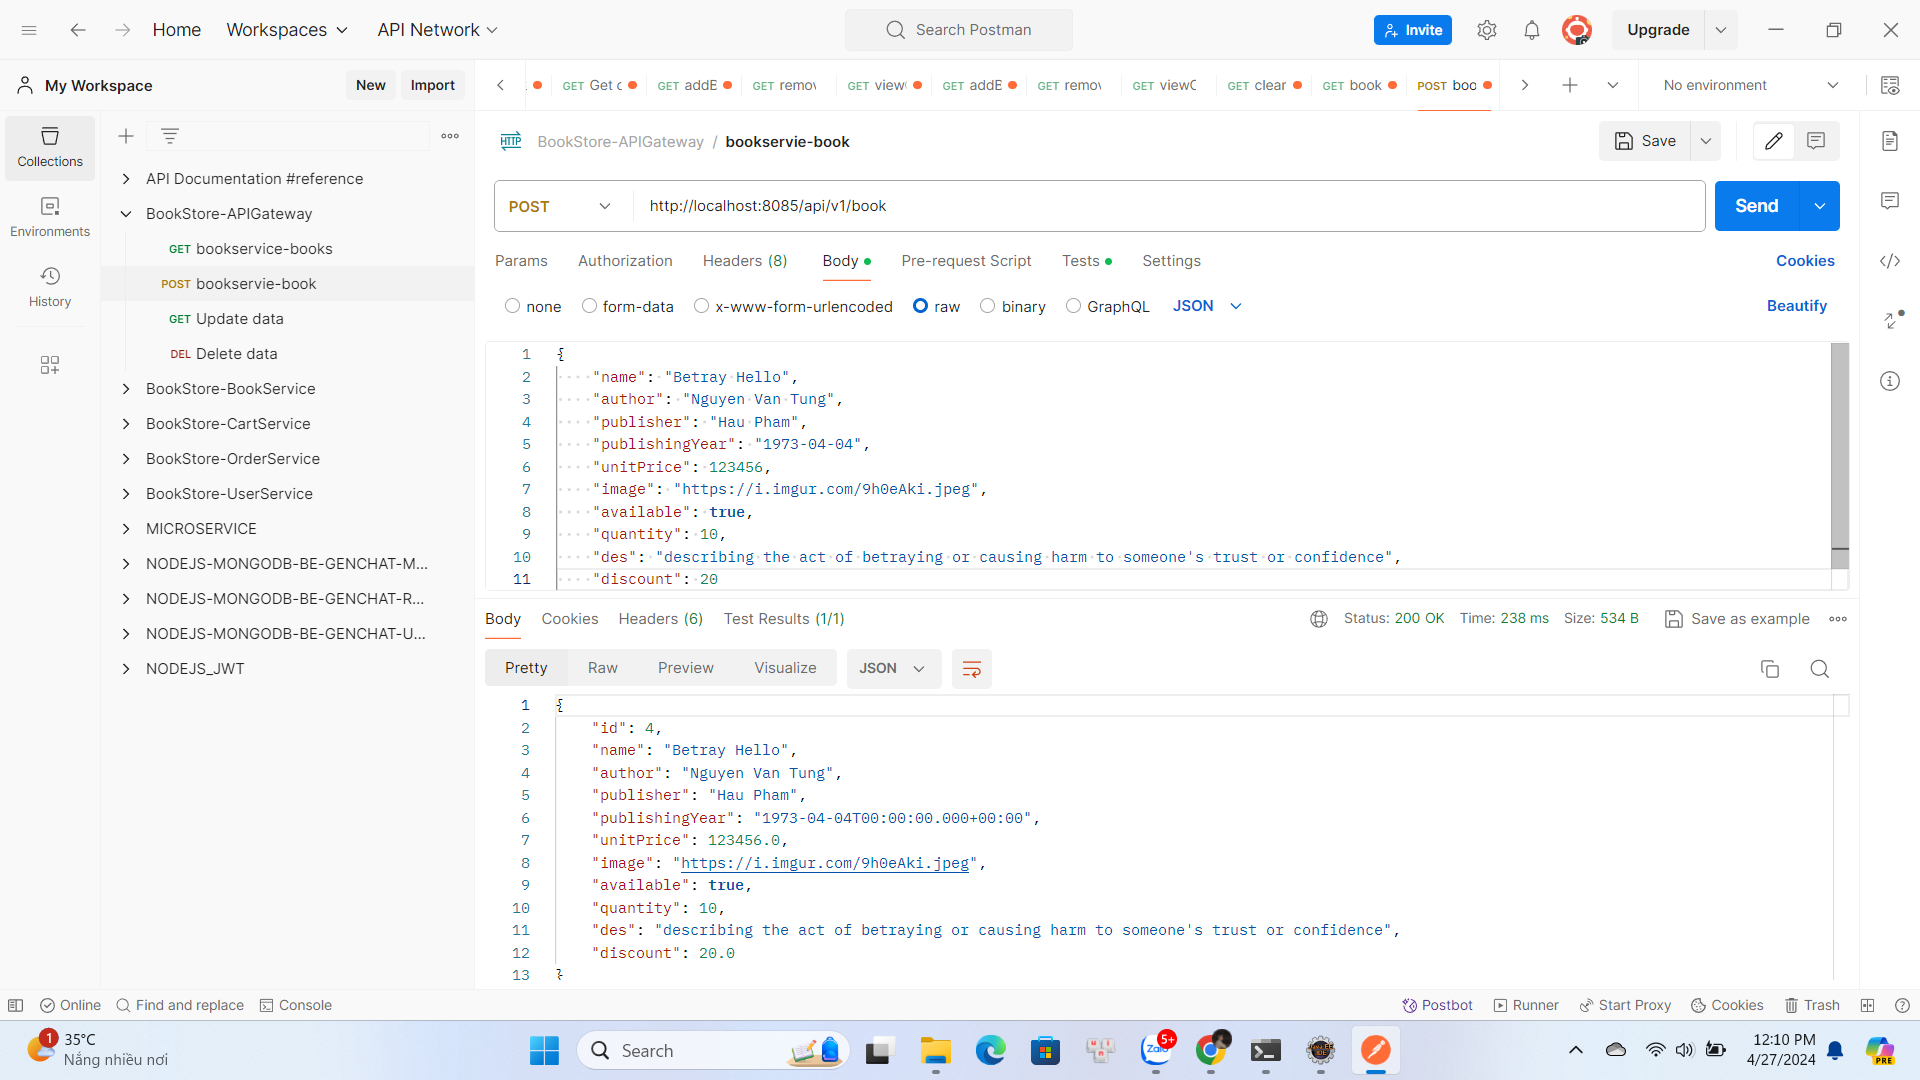 Home Workspaces API Network Search Postman Invite Upgrade
My Workspace New Import
GET Get c GET addE GET remov GET view GET addE GET remov GET viewC GET clear GET book POST boo No environment
Collections
Environments
History
API Documentation #reference
BookStore-APIGateway
GET bookservice-books
POST bookservie-book
GET Update data
DEL Delete data
BookStore-BookService
BookStore-CartService
BookStore-OrderService
BookStore-UserService
MICROSERVICE
NODEJS-MONGODB-BE-GENCHAT-M...
NODEJS-MONGODB-BE-GENCHAT-R...
NODEJS-MONGODB-BE-GENCHAT-U...
NODEJS_JWT
HTTP BookStore-APIGateway / bookservie-book Save
POST http://localhost:8085/api/v1/book Send
Params Authorization Headers (8) Body Pre-request Script Tests Settings Cookies
none form-data x-www-form-urlencoded raw binary GraphQL JSON Beautify
1 {
2 "name": "Betray Hello",
3 "author": "Nguyen Van Tung",
4 "publisher": "Hau Pham",
5 "publishingYear": "1973-04-04",
6 "unitPrice": 123456,
7 "image": "https://i.imgur.com/9h0eAki.jpeg",
8 "available": true,
9 "quantity": 10,
10 "des": "describing the act of betraying or causing harm to someone's trust or confidence",
11 "discount": 20
Body Cookies Headers (6) Test Results (1/1) Status: 200 OK Time: 238 ms Size: 534 B Save as example
Pretty Raw Preview Visualize JSON
1 {
2 "id": 4,
3 "name": "Betray Hello",
4 "author": "Nguyen Van Tung",
5 "publisher": "Hau Pham",
6 "publishingYear": "1973-04-04T00:00:00.000+00:00",
7 "unitPrice": 123456.0,
8 "image": "https://i.imgur.com/9h0eAki.jpeg",
9 "available": true,
10 "quantity": 10,
11 "des": "describing the act of betraying or causing harm to someone's trust or confidence",
12 "discount": 20.0
13 }
Online Find and replace Console Postbot Runner Start Proxy Cookies Trash
1 35°C
Nắng nhiều nơi
Search
Zalo 5+
12:10 PM
4/27/2024
PRE